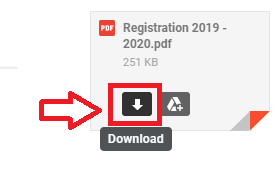 PDF
Registration 2019 -
2020.pdf
251 KB
Download